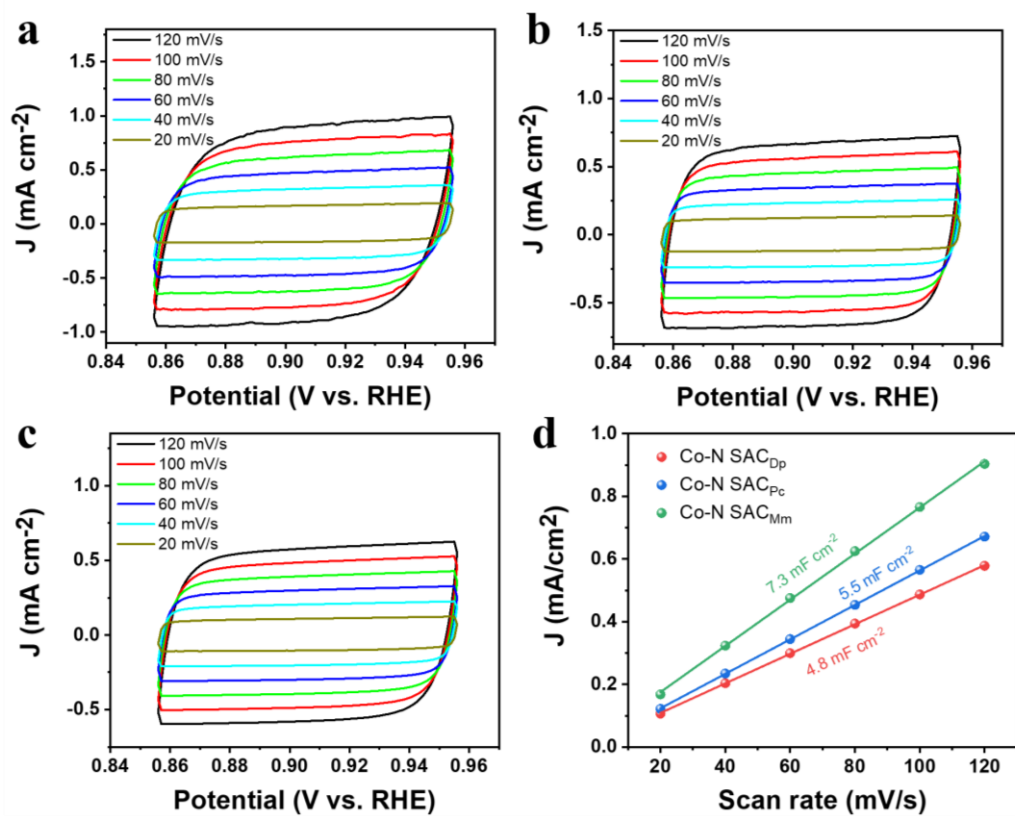 a
120 mV/s
100 mV/s
80 mV/s
60 mV/s
40 mV/s
20 mV/s
1.5
1.0
0.5
0.0
-0.5
-1.0
J (mA cm⁻²)
0.84 0.86 0.88 0.90 0.92 0.94 0.96
Potential (V vs. RHE)
b
120 mV/s
100 mV/s
80 mV/s
60 mV/s
40 mV/s
20 mV/s
1.5
1.0
0.5
0.0
-0.5
J (mA cm⁻²)
0.84 0.86 0.88 0.90 0.92 0.94 0.96
Potential (V vs. RHE)
c
120 mV/s
100 mV/s
80 mV/s
60 mV/s
40 mV/s
20 mV/s
1.0
0.5
0.0
-0.5
J (mA cm⁻²)
0.84 0.86 0.88 0.90 0.92 0.94 0.96
Potential (V vs. RHE)
d
Co-N SAC_Dp
Co-N SAC_Pc
Co-N SAC_Mm
7.3 mF cm⁻²
5.5 mF cm⁻²
4.8 mF cm⁻²
1.0
0.8
0.6
0.4
0.2
0.0
J (mA/cm²)
20 40 60 80 100 120
Scan rate (mV/s)